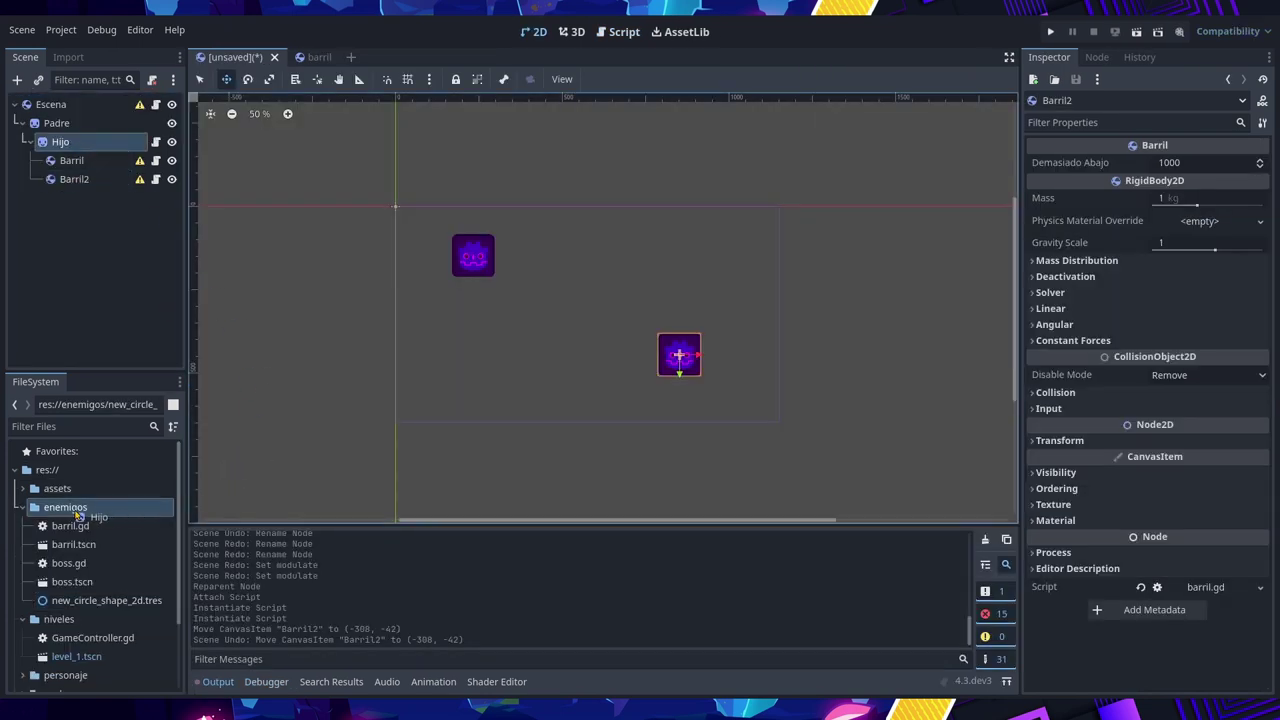 Scene Project Debug Editor Help
2D 3D Script AssetLib
Compatibility
Scene Import
[unsaved](*) barril
Inspector Node History
Filter: name, t:t
View
Escena
Padre
Hijo
Barril
Barril2
500 0 500 1000 1500
50 %
Barril2
Filter Properties
Barril
Demasiado Abajo 1000
RigidBody2D
Mass 1 kg
Physics Material Override <empty>
Gravity Scale 1
Mass Distribution
Deactivation
Solver
Linear
Angular
Constant Forces
CollisionObject2D
Disable Mode Remove
Collision
Input
Node2D
Transform
CanvasItem
Visibility
Ordering
Texture
Material
Node
Process
Editor Description
Script barril.gd
Add Metadata
FileSystem
res://enemigos/new_circle_
Filter Files
Favorites:
res://
assets
enemigos
Hijo
barril.gd
barril.tscn
boss.gd
boss.tscn
new_circle_shape_2d.tres
niveles
GameController.gd
level_1.tscn
personaje
Scene Undo: Rename Node
Scene Redo: Rename Node
Scene Redo: Rename Node
Scene Undo: Set modulate
Scene Redo: Set modulate
Reparent Node
Attach Script
Instantiate Script
Instantiate Script
Move CanvasItem "Barril2" to (-308, -42)
Scene Undo: Move CanvasItem "Barril2" to (-308, -42)
1
15
0
31
Filter Messages
Output Debugger Search Results Audio Animation Shader Editor
4.3.dev3